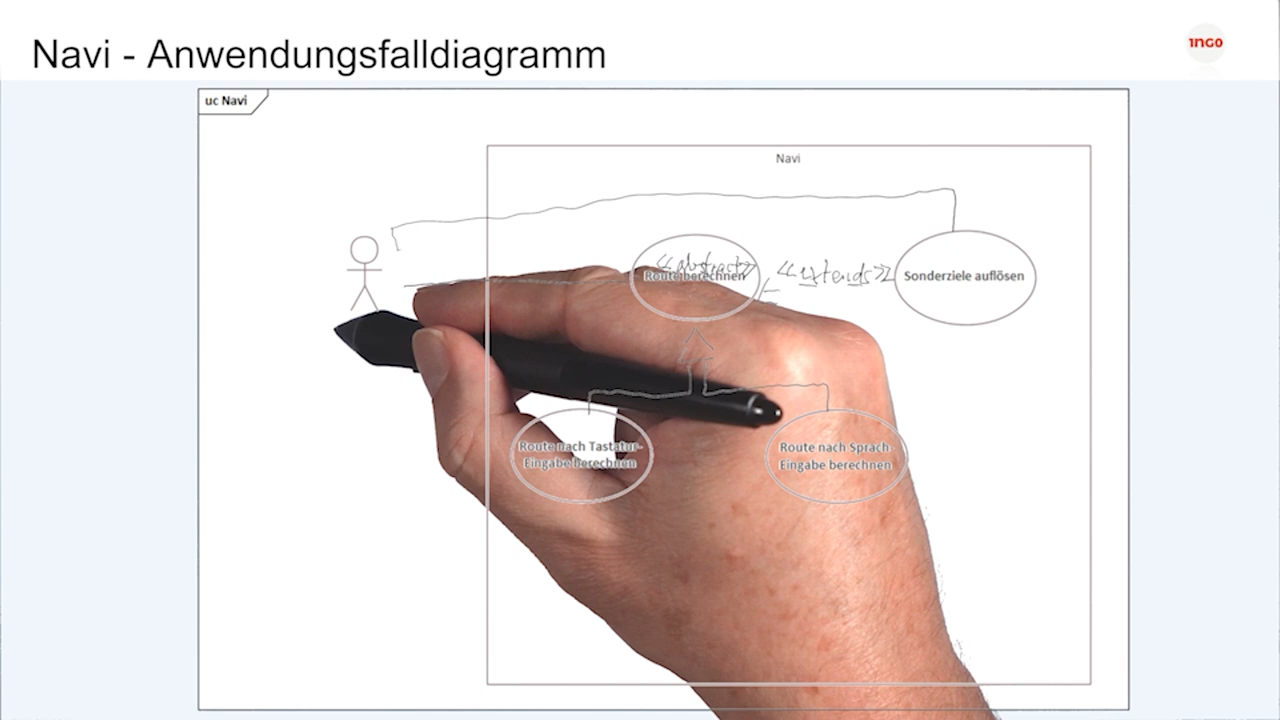 Navi - Anwendungsfalldiagramm
1NGO
uc Navi
Navi
<<abstract>>
Route berechnen
<<extends>>
Sonderziele auflösen
Route nach Tastatur-
Eingabe berechnen
Route nach Sprach-
Eingabe berechnen